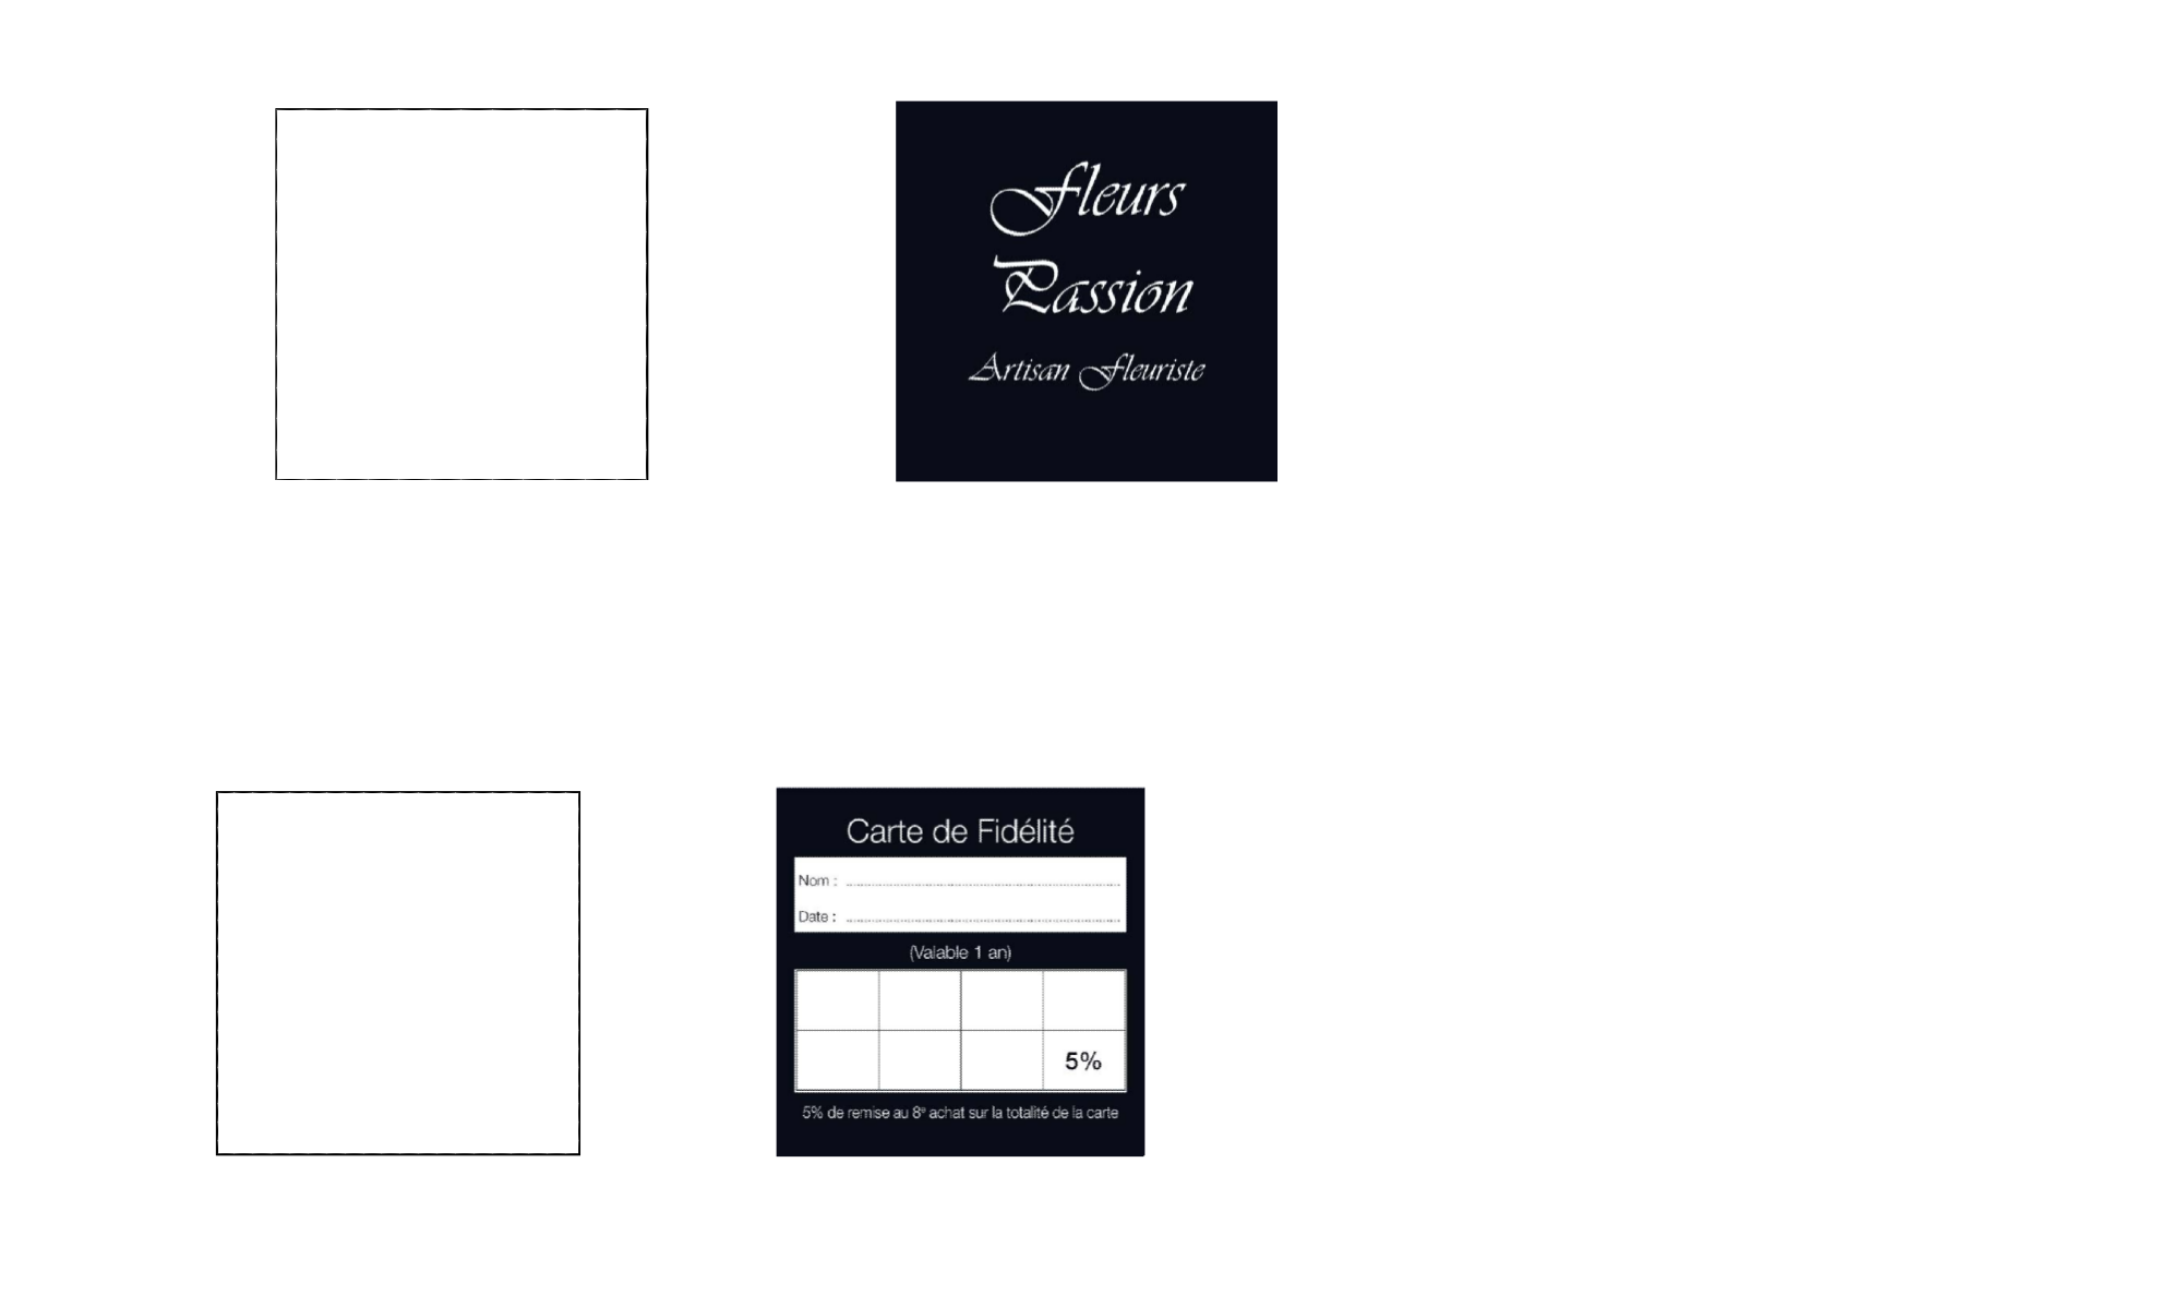 Fleurs
Passion
Artisan Fleuriste
Carte de Fidélité
Nom : ........................................................
Date : ........................................................
(Valable 1 an)
5%
5% de remise au 8e achat sur la totalité de la carte